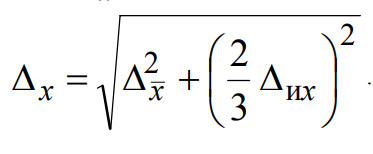 Δ_x = √(Δ_x̅^2 + (2/3 Δ_их)^2) .